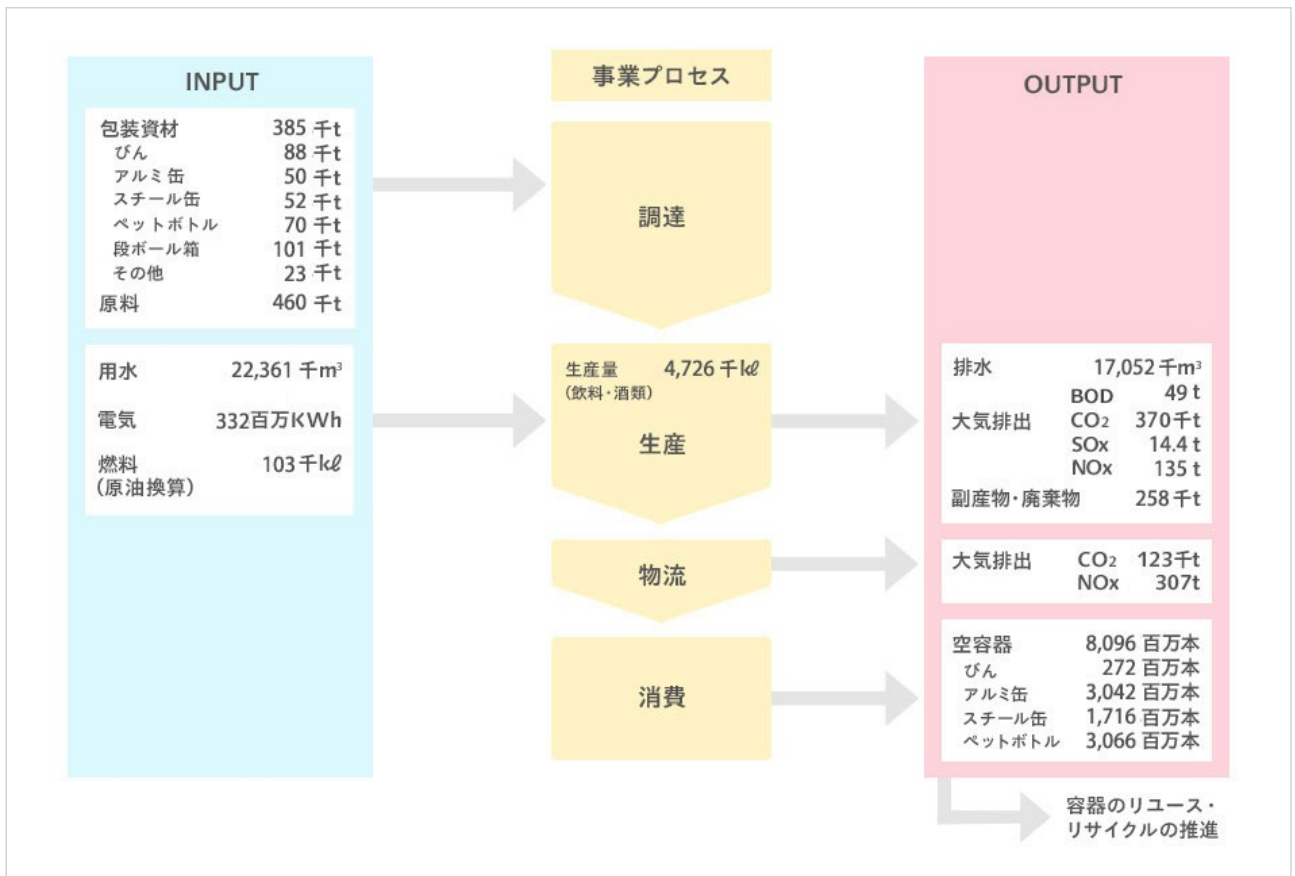 INPUT
包装資材 385 千t
びん 88 千t
アルミ缶 50 千t
スチール缶 52 千t
ペットボトル 70 千t
段ボール箱 101 千t
その他 23 千t
原料 460 千t
用水 22,361 千m³
電気 332百万KWh
燃料 103千kℓ
(原油換算)
事業プロセス
調達
生産量 4,726 千kℓ
(飲料・酒類)
生産
物流
消費
OUTPUT
排水 17,052 千m³
BOD 49 t
大気排出 CO₂ 370千t
SOx 14.4 t
NOx 135 t
副産物・廃棄物 258 千t
大気排出 CO₂ 123千t
NOx 307t
空容器 8,096 百万本
びん 272 百万本
アルミ缶 3,042 百万本
スチール缶 1,716 百万本
ペットボトル 3,066 百万本
容器のリユース・
リサイクルの推進